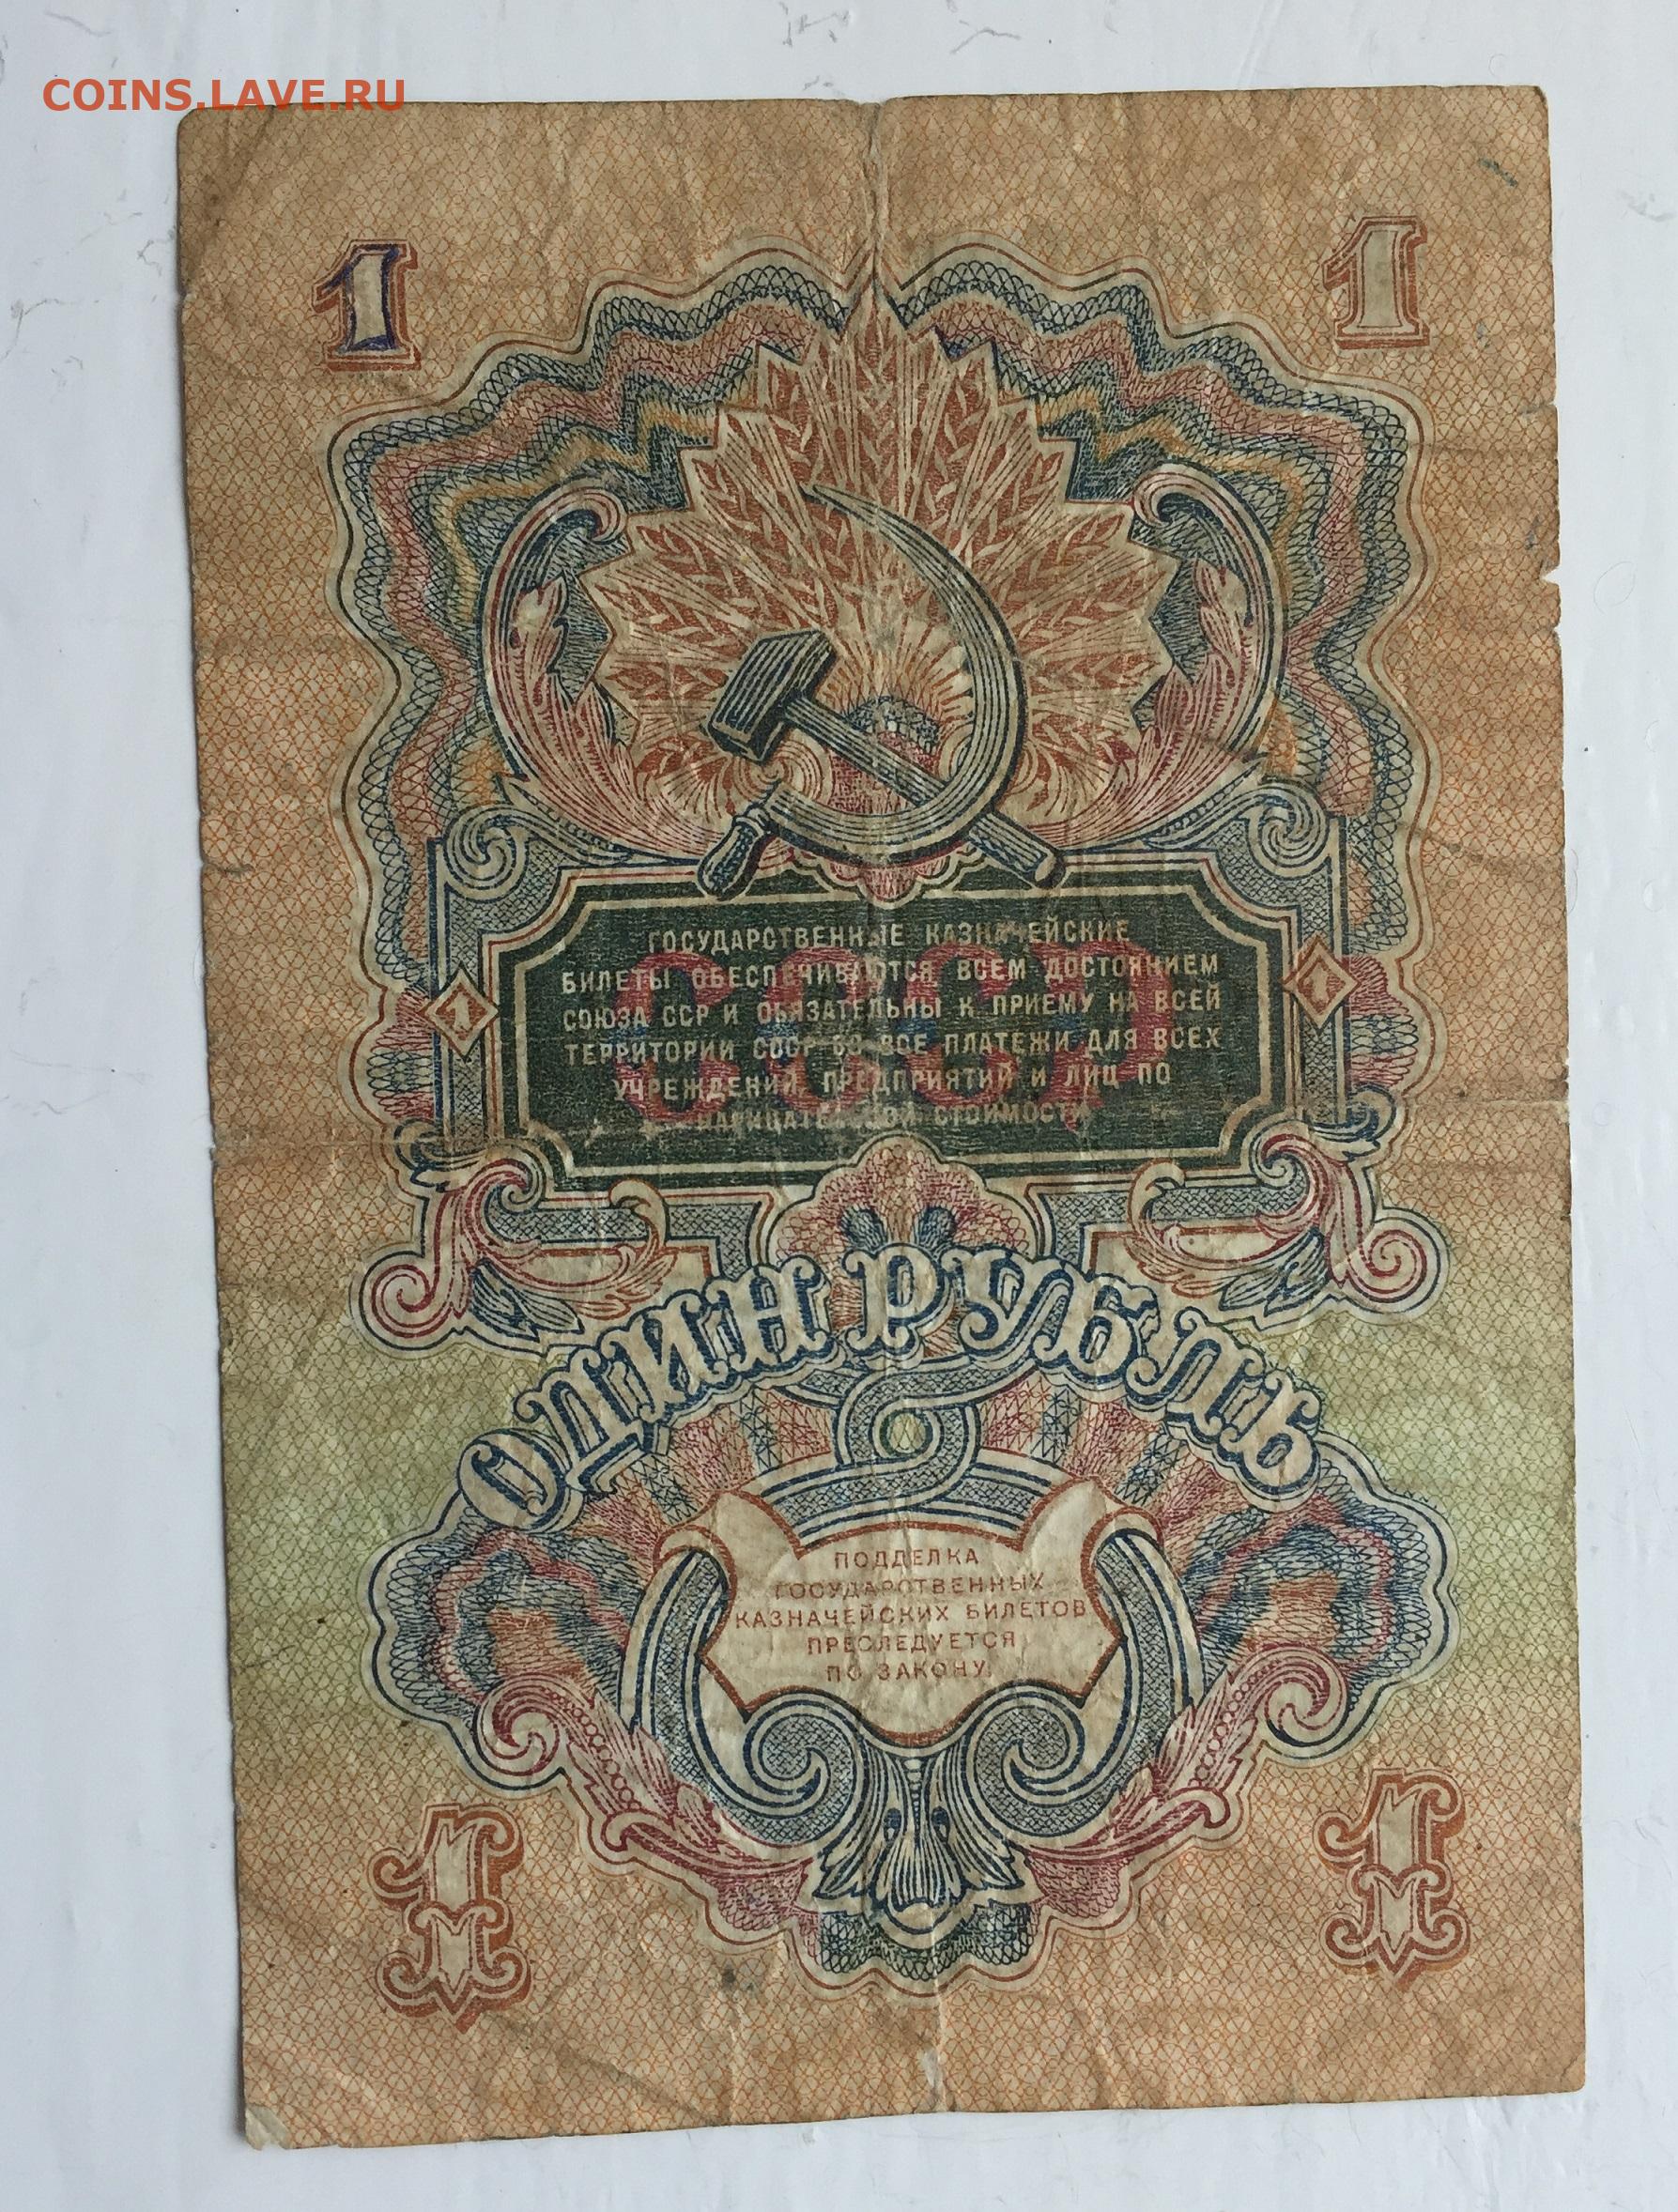 COINS.LAVE.RU
1 1
ГОСУДАРСТВЕННЫЕ КАЗНАЧЕЙСКИЕ
БИЛЕТЫ ОБЕСПЕЧИВАЮТСЯ ВСЕМ ДОСТОЯНИЕМ
СОЮЗА ССР И ОБЯЗАТЕЛЬНЫ К ПРИЕМУ НА ВСЕЙ
ТЕРРИТОРИИ СССР ВО ВСЕ ПЛАТЕЖИ ДЛЯ ВСЕХ
УЧРЕЖДЕНИЙ, ПРЕДПРИЯТИЙ И ЛИЦ ПО
НАРИЦАТЕЛЬНОЙ СТОИМОСТИ
СССР
1 1
ОДИН РУБЛЬ
ПОДДЕЛКА
ГОСУДАРСТВЕННЫХ
КАЗНАЧЕЙСКИХ БИЛЕТОВ
ПРЕСЛЕДУЕТСЯ
ПО ЗАКОНУ
1 1